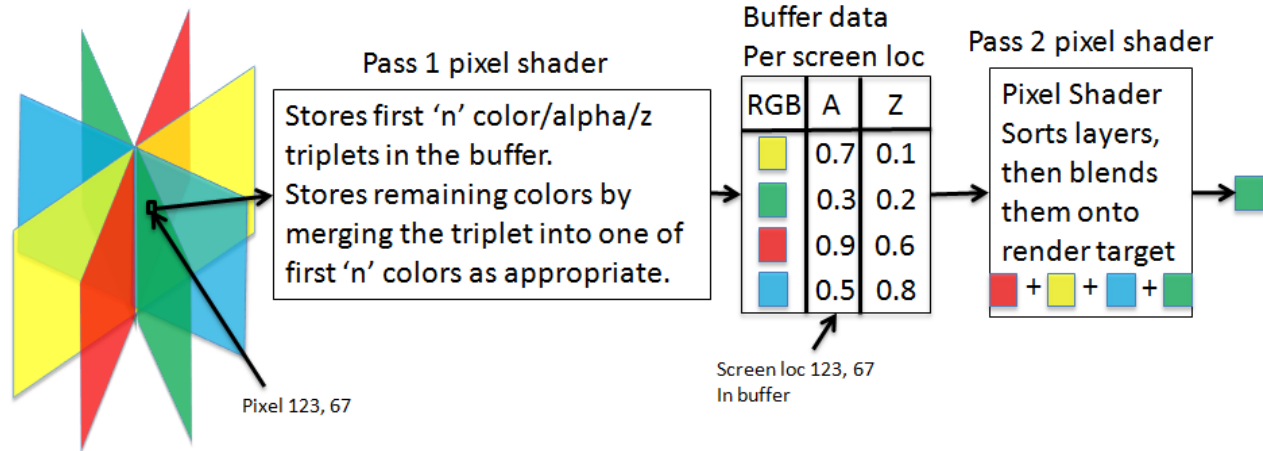 Pass 1 pixel shader
Stores first ‘n’ color/alpha/z
triplets in the buffer.
Stores remaining colors by
merging the triplet into one of
first ‘n’ colors as appropriate.
Pixel 123, 67
Buffer data
Per screen loc
RGB A Z
0.7 0.1
0.3 0.2
0.9 0.6
0.5 0.8
Screen loc 123, 67
In buffer
Pass 2 pixel shader
Pixel Shader
Sorts layers,
then blends
them onto
render target
+ + +